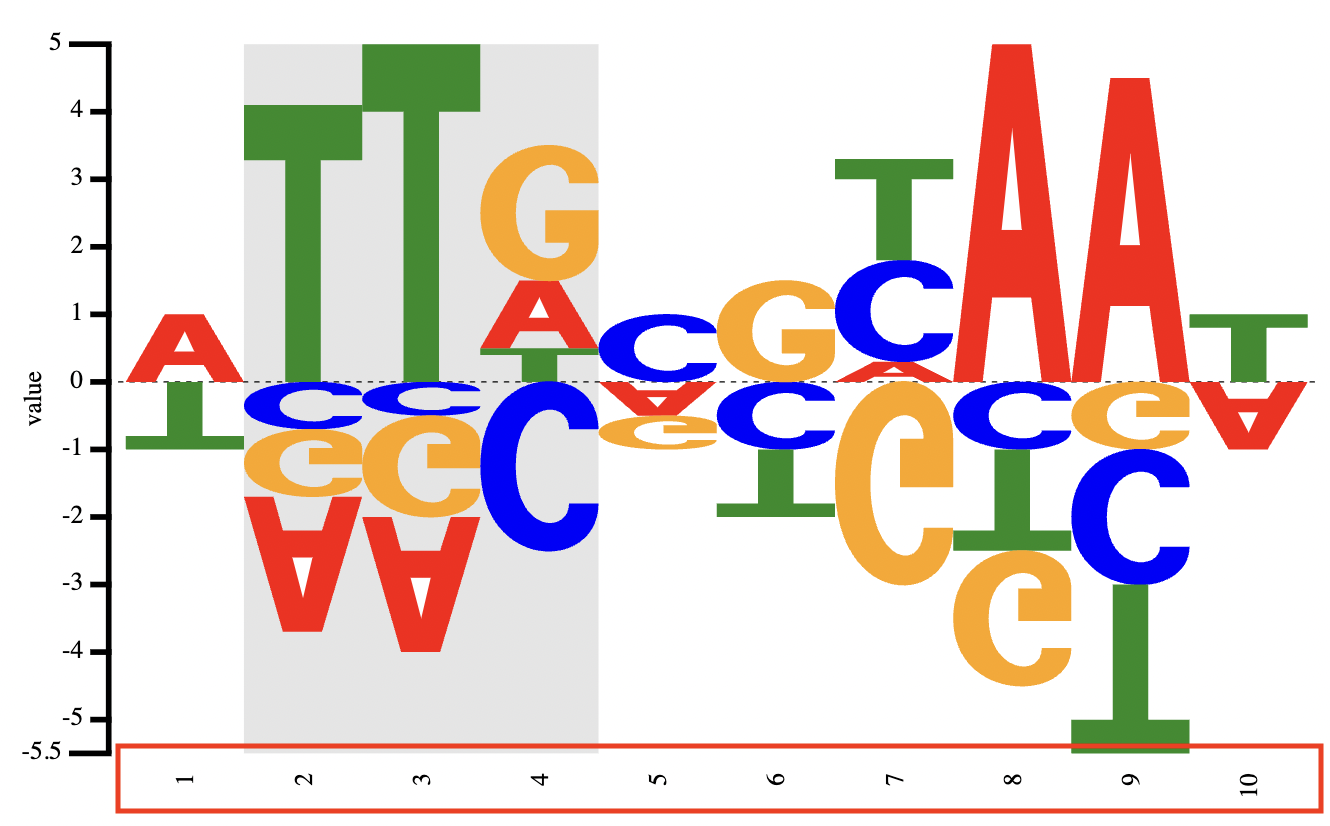 5
4
3
2
1
0
-1
-2
-3
-4
-5
-5.5
value
A T
T C G A
T C G A
G A T C
C A G
G C T
T C A G
A C T G
A G C T
T A
1 2 3 4 5 6 7 8 9 10